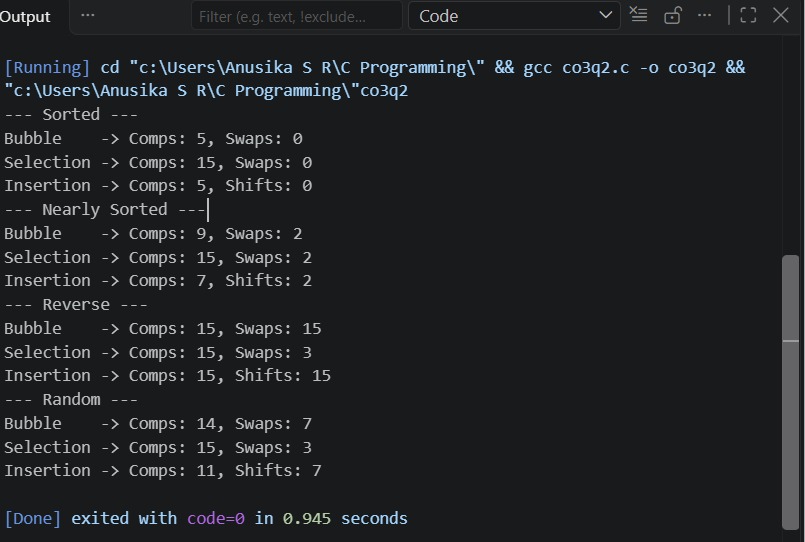 Output ... Filter (e.g. text, !exclude... Code ...
[Running] cd "c:\Users\Anusika S R\C Programming\" && gcc co3q2.c -o co3q2 &&
"c:\Users\Anusika S R\C Programming\"co3q2
--- Sorted ---
Bubble    -> Comps: 5, Swaps: 0
Selection -> Comps: 15, Swaps: 0
Insertion -> Comps: 5, Shifts: 0
--- Nearly Sorted ---
Bubble    -> Comps: 9, Swaps: 2
Selection -> Comps: 15, Swaps: 2
Insertion -> Comps: 7, Shifts: 2
--- Reverse ---
Bubble    -> Comps: 15, Swaps: 15
Selection -> Comps: 15, Swaps: 3
Insertion -> Comps: 15, Shifts: 15
--- Random ---
Bubble    -> Comps: 14, Swaps: 7
Selection -> Comps: 15, Swaps: 3
Insertion -> Comps: 11, Shifts: 7
[Done] exited with code=0 in 0.945 seconds